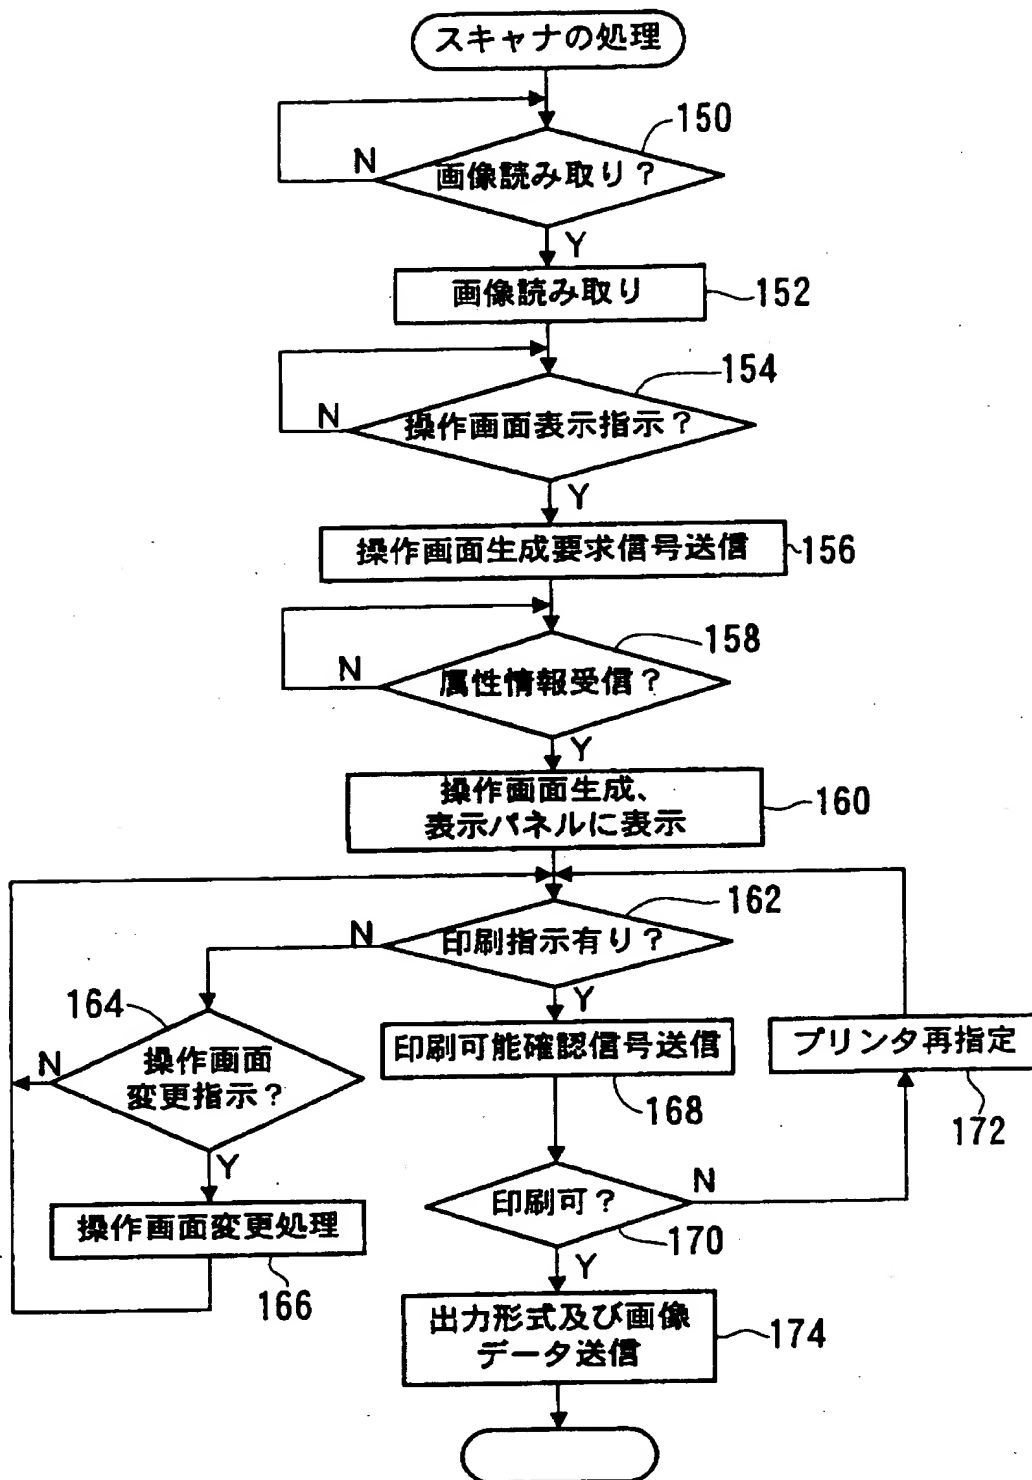 スキャナの処理
150
N
画像読み取り?
Y
画像読み取り
152
154
N
操作画面表示指示?
Y
操作画面生成要求信号送信
156
158
N
属性情報受信?
Y
操作画面生成、
表示パネルに表示
160
162
N
印刷指示有り?
Y
164
N
操作画面
変更指示?
Y
操作画面変更処理
166
印刷可能確認信号送信
168
プリンタ再指定
172
印刷可?
N
170
Y
出力形式及び画像
データ送信
174